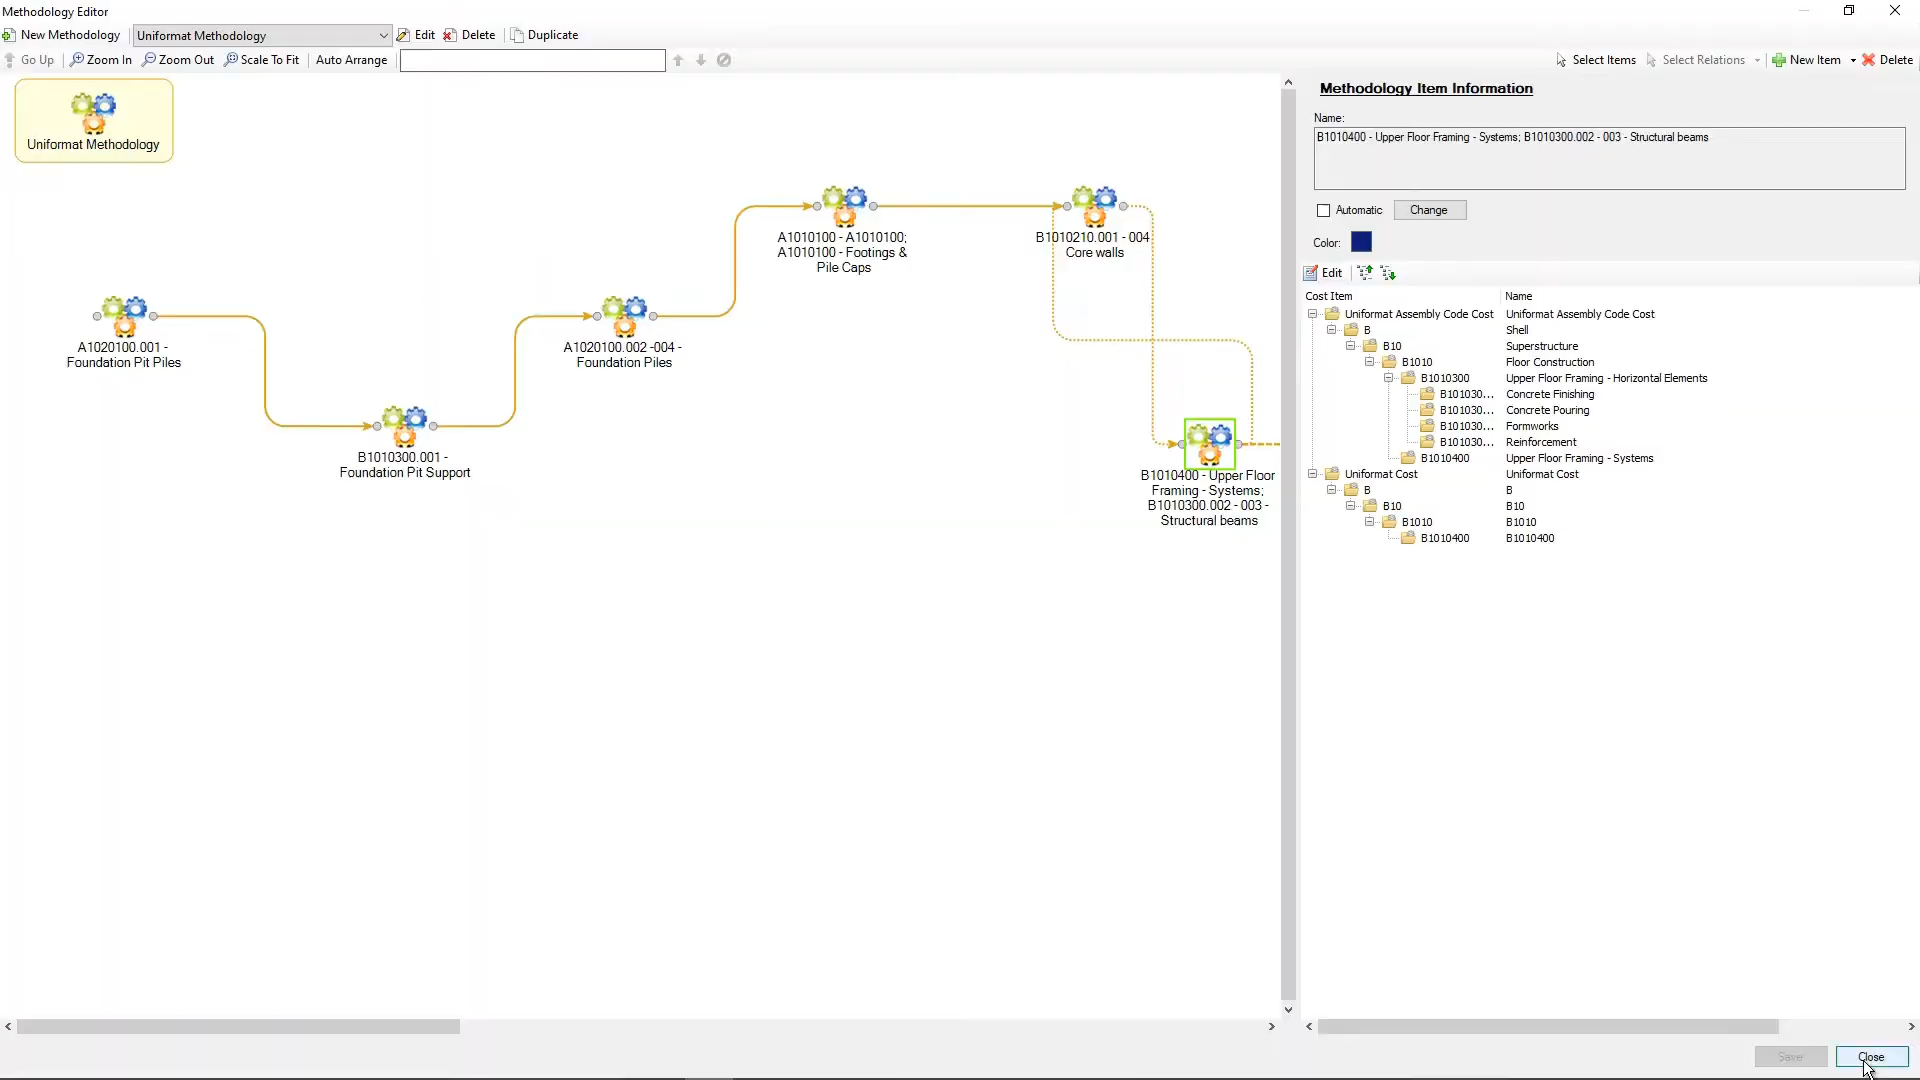 Methodology Editor
New Methodology Uniformat Methodology Edit Delete Duplicate
Go Up Zoom In Zoom Out Scale To Fit Auto Arrange Select Items Select Relations New Item Delete
Uniformat Methodology
A1020100.001 -
Foundation Pit Piles
B1010300.001 -
Foundation Pit Support
A1020100.002 -004 -
Foundation Piles
A1010100 - A1010100;
A1010100 - Footings &
Pile Caps
B1010210.001 - 004
Core walls
B1010400 - Upper Floor
Framing - Systems;
B1010300.002 - 003 -
Structural beams
Methodology Item Information
Name:
B1010400 - Upper Floor Framing - Systems; B1010300.002 - 003 - Structural beams
Automatic Change
Color:
Edit
Cost Item Name
Uniformat Assembly Code Cost Uniformat Assembly Code Cost
B Shell
B10 Superstructure
B1010 Floor Construction
B1010300 Upper Floor Framing - Horizontal Elements
B101030... Concrete Finishing
B101030... Concrete Pouring
B101030... Formworks
B101030... Reinforcement
B1010400 Upper Floor Framing - Systems
Uniformat Cost Uniformat Cost
B B
B10 B10
B1010 B1010
B1010400 B1010400
Save Close